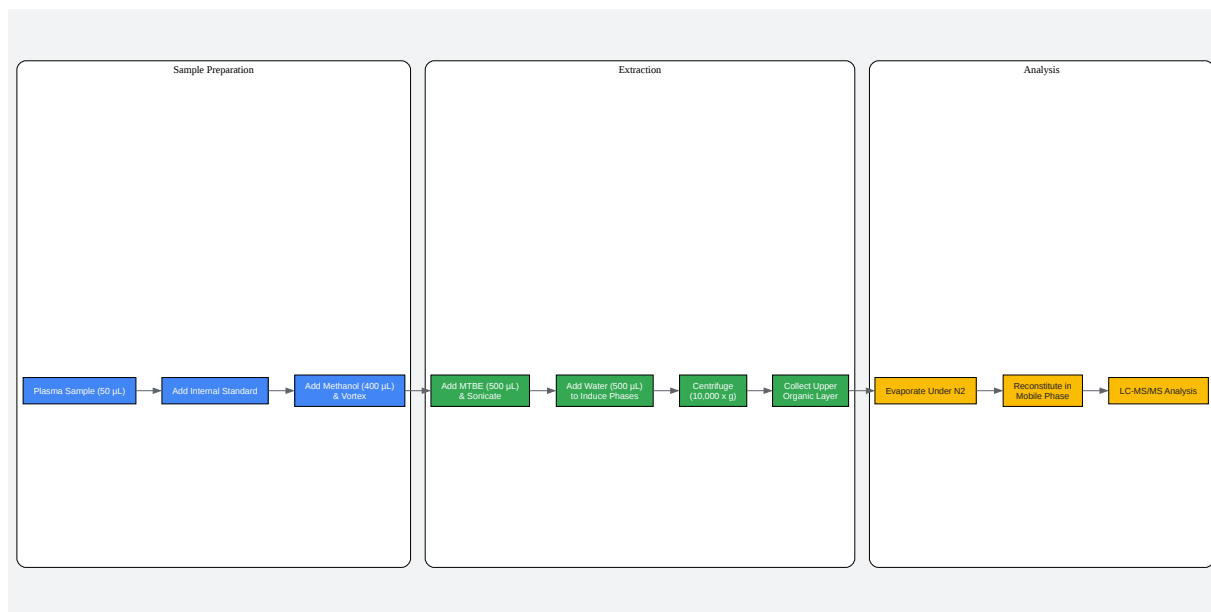 Sample Preparation
Extraction
Analysis
Plasma Sample (50 µL)
Add Internal Standard
Add Methanol (400 µL)
& Vortex
Add MTBE (500 µL)
& Sonicate
Add Water (500 µL)
to Induce Phases
Centrifuge
(10,000 x g)
Collect Upper
Organic Layer
Evaporate Under N2
Reconstitute in
Mobile Phase
LC-MS/MS Analysis